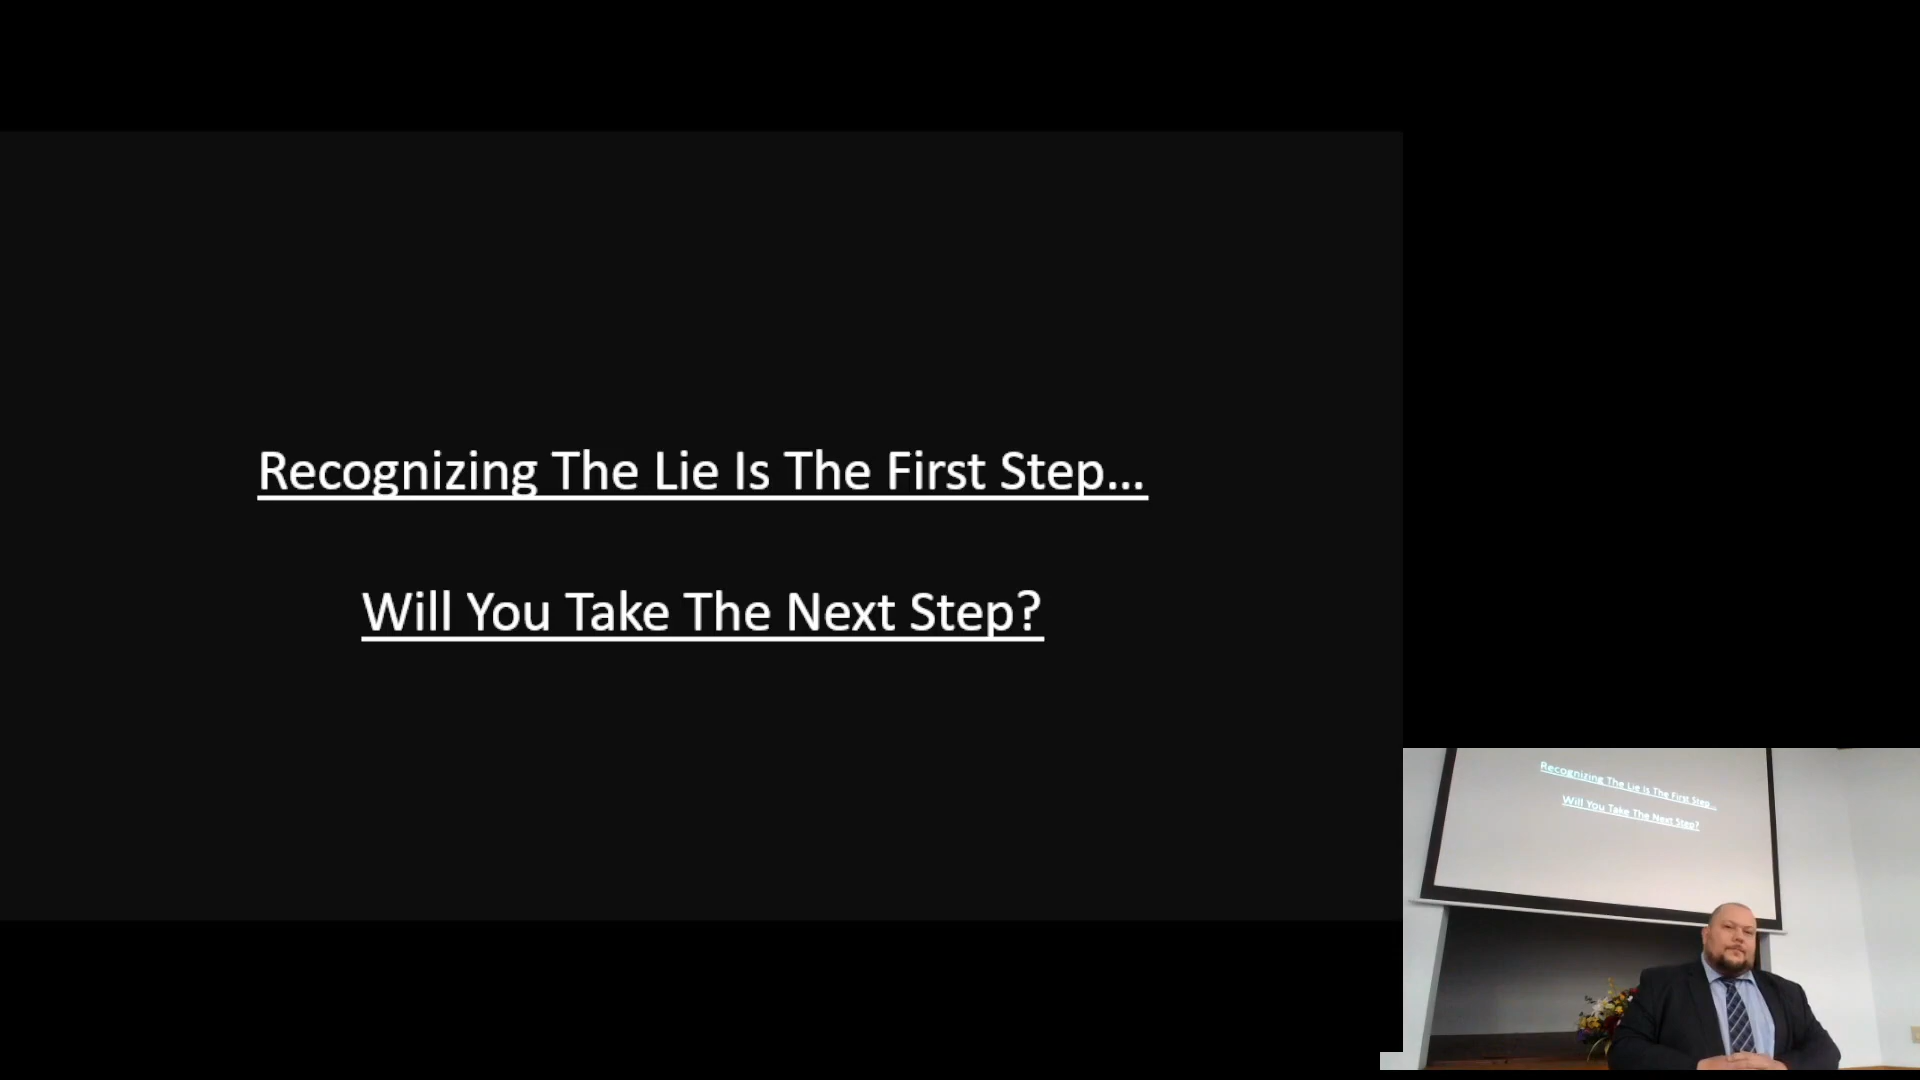 Recognizing The Lie Is The First Step...
Will You Take The Next Step?
Recognizing The Lie Is The First Step...
Will You Take The Next Step?